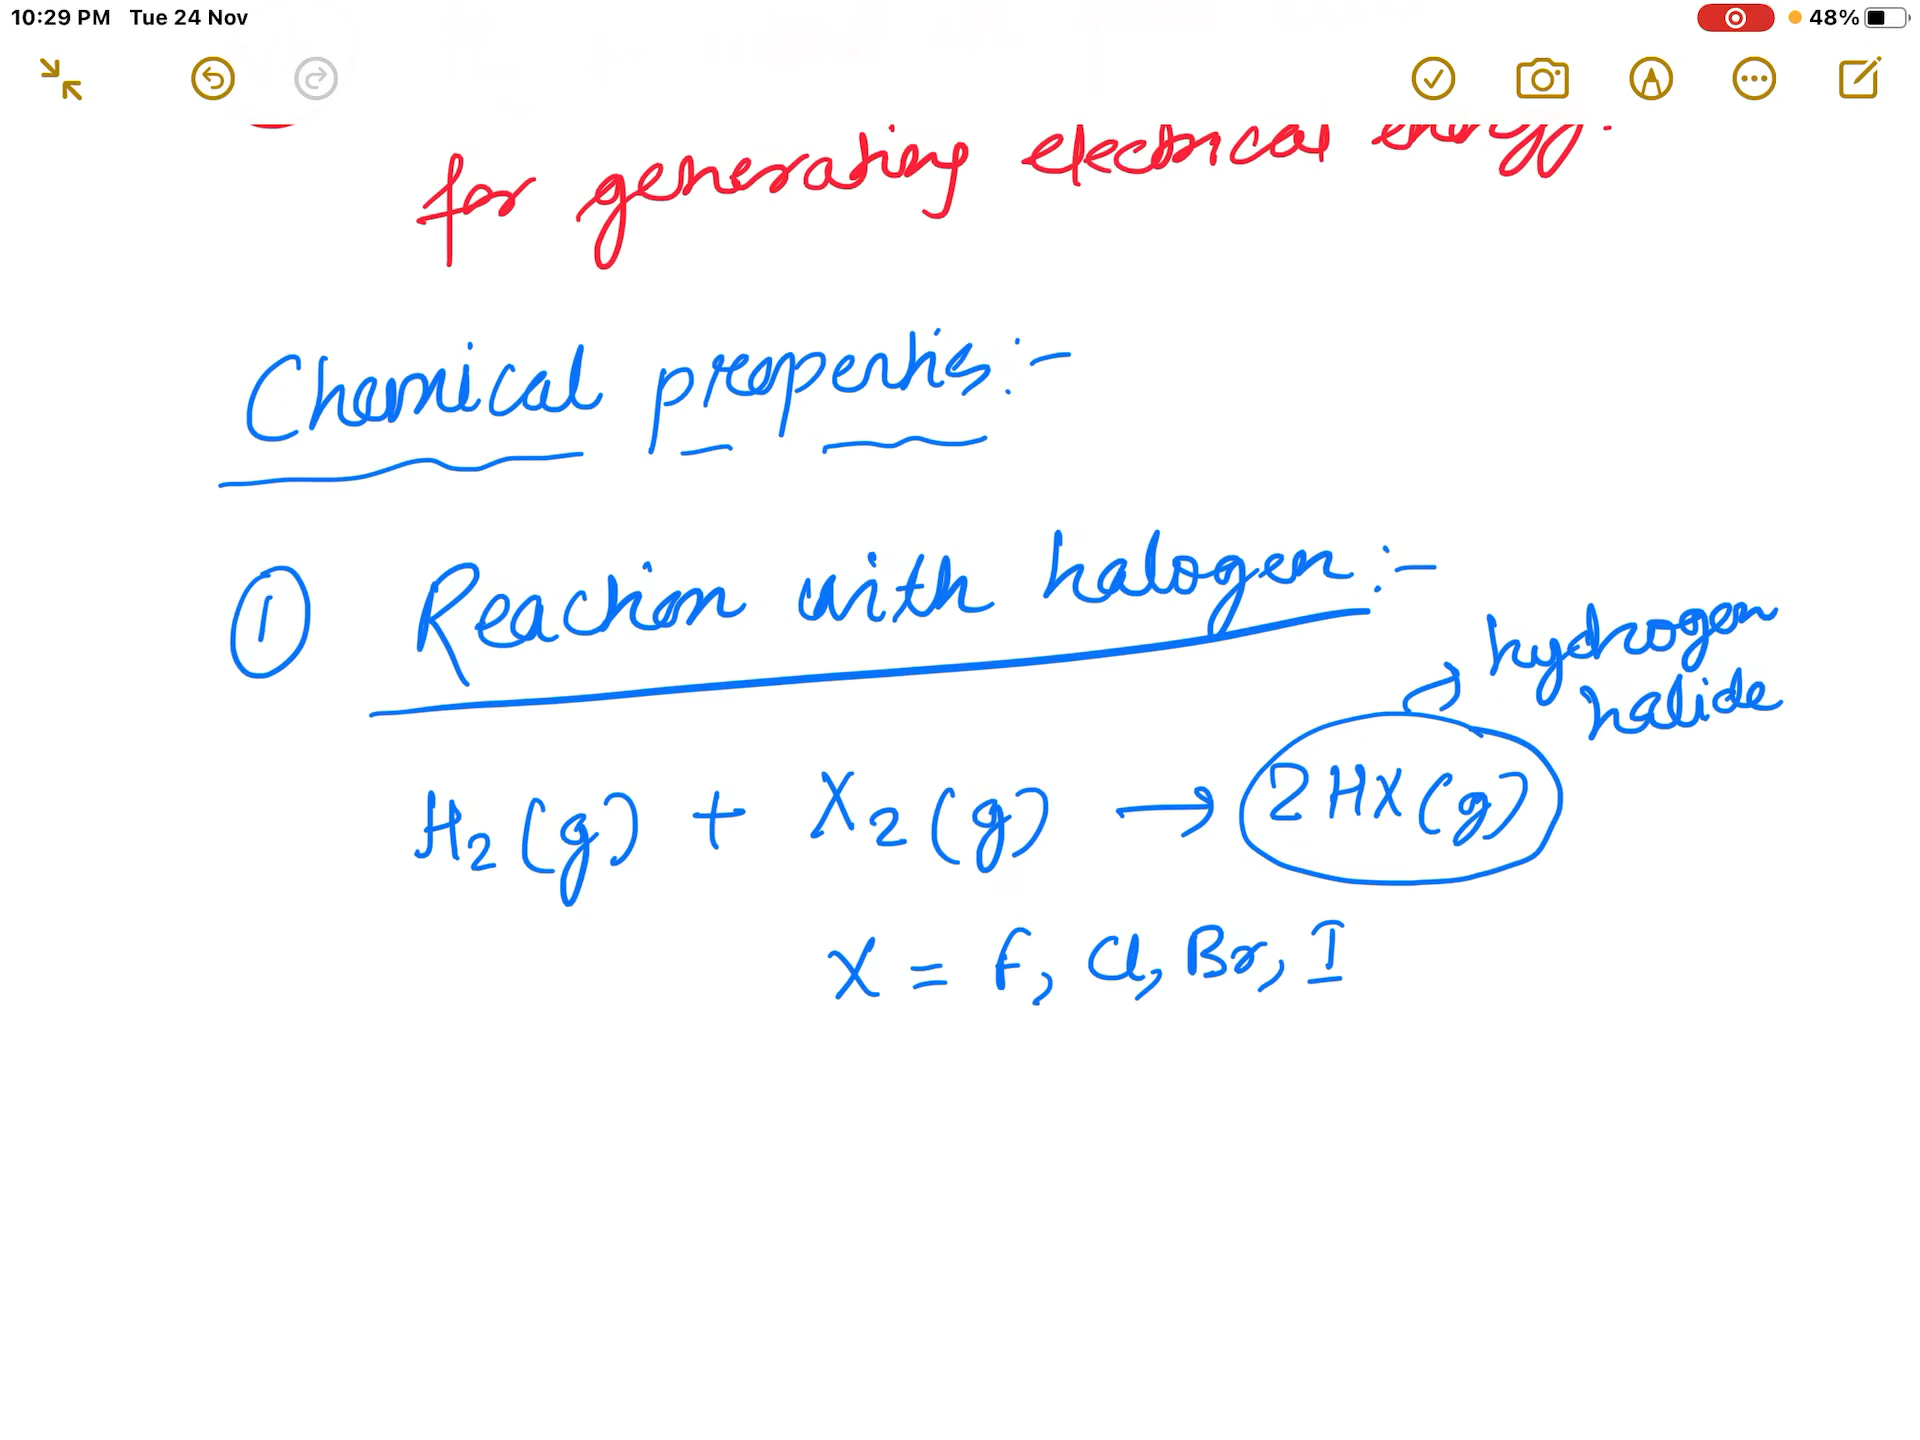 10:29 PM Tue 24 Nov 48%
for generating electrical energy.
Chemical properties:-
① Reaction with halogen:-
hydrogen
halide
H₂(g) + X₂(g) → 2HX(g)
X = F, Cl, Br, I